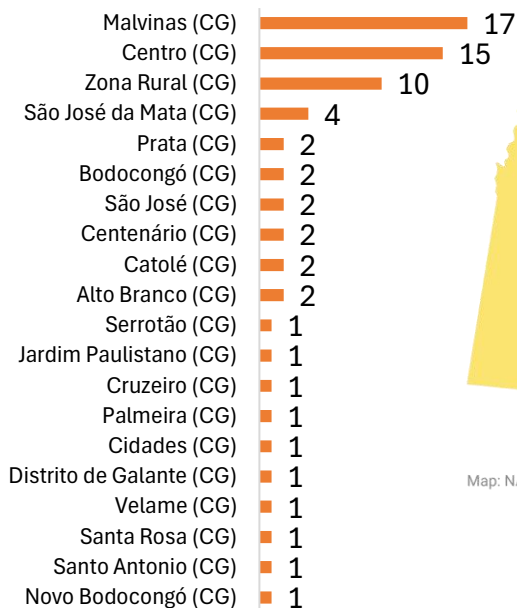 Malvinas (CG) 17
Centro (CG) 15
Zona Rural (CG) 10
São José da Mata (CG) 4
Prata (CG) 2
Bodocongó (CG) 2
São José (CG) 2
Centenário (CG) 2
Catolé (CG) 2
Alto Branco (CG) 2
Serrotão (CG) 1
Jardim Paulistano (CG) 1
Cruzeiro (CG) 1
Palmeira (CG) 1
Cidades (CG) 1
Distrito de Galante (CG) 1
Velame (CG) 1
Santa Rosa (CG) 1
Santo Antonio (CG) 1
Novo Bodocongó (CG) 1
Map: